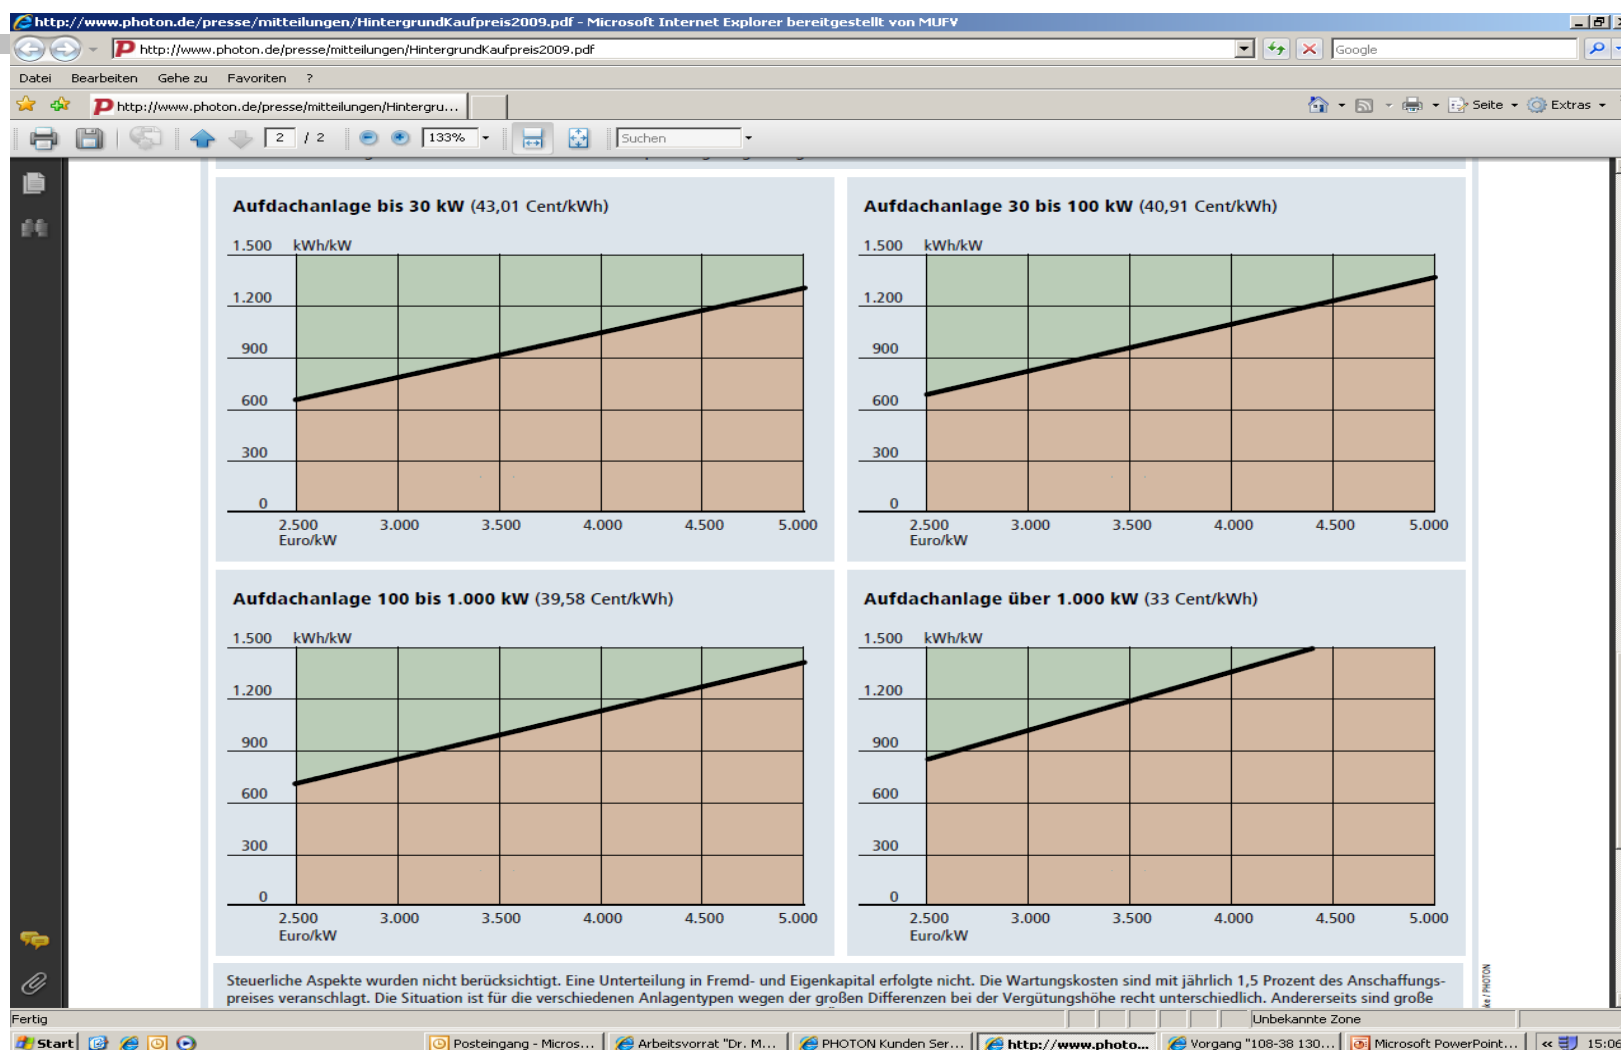 http://www.photon.de/presse/mitteilungen/HintergrundKaufpreis2009.pdf - Microsoft Internet Explorer bereitgestellt von MUFV
http://www.photon.de/presse/mitteilungen/HintergrundKaufpreis2009.pdf
Google
Datei Bearbeiten Gehe zu Favoriten ?
http://www.photon.de/presse/mitteilungen/Hintergru...
Seite Extras
2 / 2 133% Suchen
Aufdachanlage bis 30 kW (43,01 Cent/kWh)
1.500 kWh/kW
1.200
900
600
300
0
2.500 3.000 3.500 4.000 4.500 5.000
Euro/kW
Aufdachanlage 30 bis 100 kW (40,91 Cent/kWh)
1.500 kWh/kW
1.200
900
600
300
0
2.500 3.000 3.500 4.000 4.500 5.000
Euro/kW
Aufdachanlage 100 bis 1.000 kW (39,58 Cent/kWh)
1.500 kWh/kW
1.200
900
600
300
0
2.500 3.000 3.500 4.000 4.500 5.000
Euro/kW
Aufdachanlage über 1.000 kW (33 Cent/kWh)
1.500 kWh/kW
1.200
900
600
300
0
2.500 3.000 3.500 4.000 4.500 5.000
Euro/kW
Steuerliche Aspekte wurden nicht berücksichtigt. Eine Unterteilung in Fremd- und Eigenkapital erfolgte nicht. Die Wartungskosten sind mit jährlich 1,5 Prozent des Anschaffungs-
preises veranschlagt. Die Situation ist für die verschiedenen Anlagentypen wegen der großen Differenzen bei der Vergütungshöhe recht unterschiedlich. Andererseits sind große
/ PHOTON
Fertig
Unbekannte Zone
Start
Posteingang - Micros...
Arbeitsvorrat "Dr. M...
PHOTON Kunden Ser...
http://www.photo...
Vorgang "108-38 130...
Microsoft PowerPoint...
« 15:06